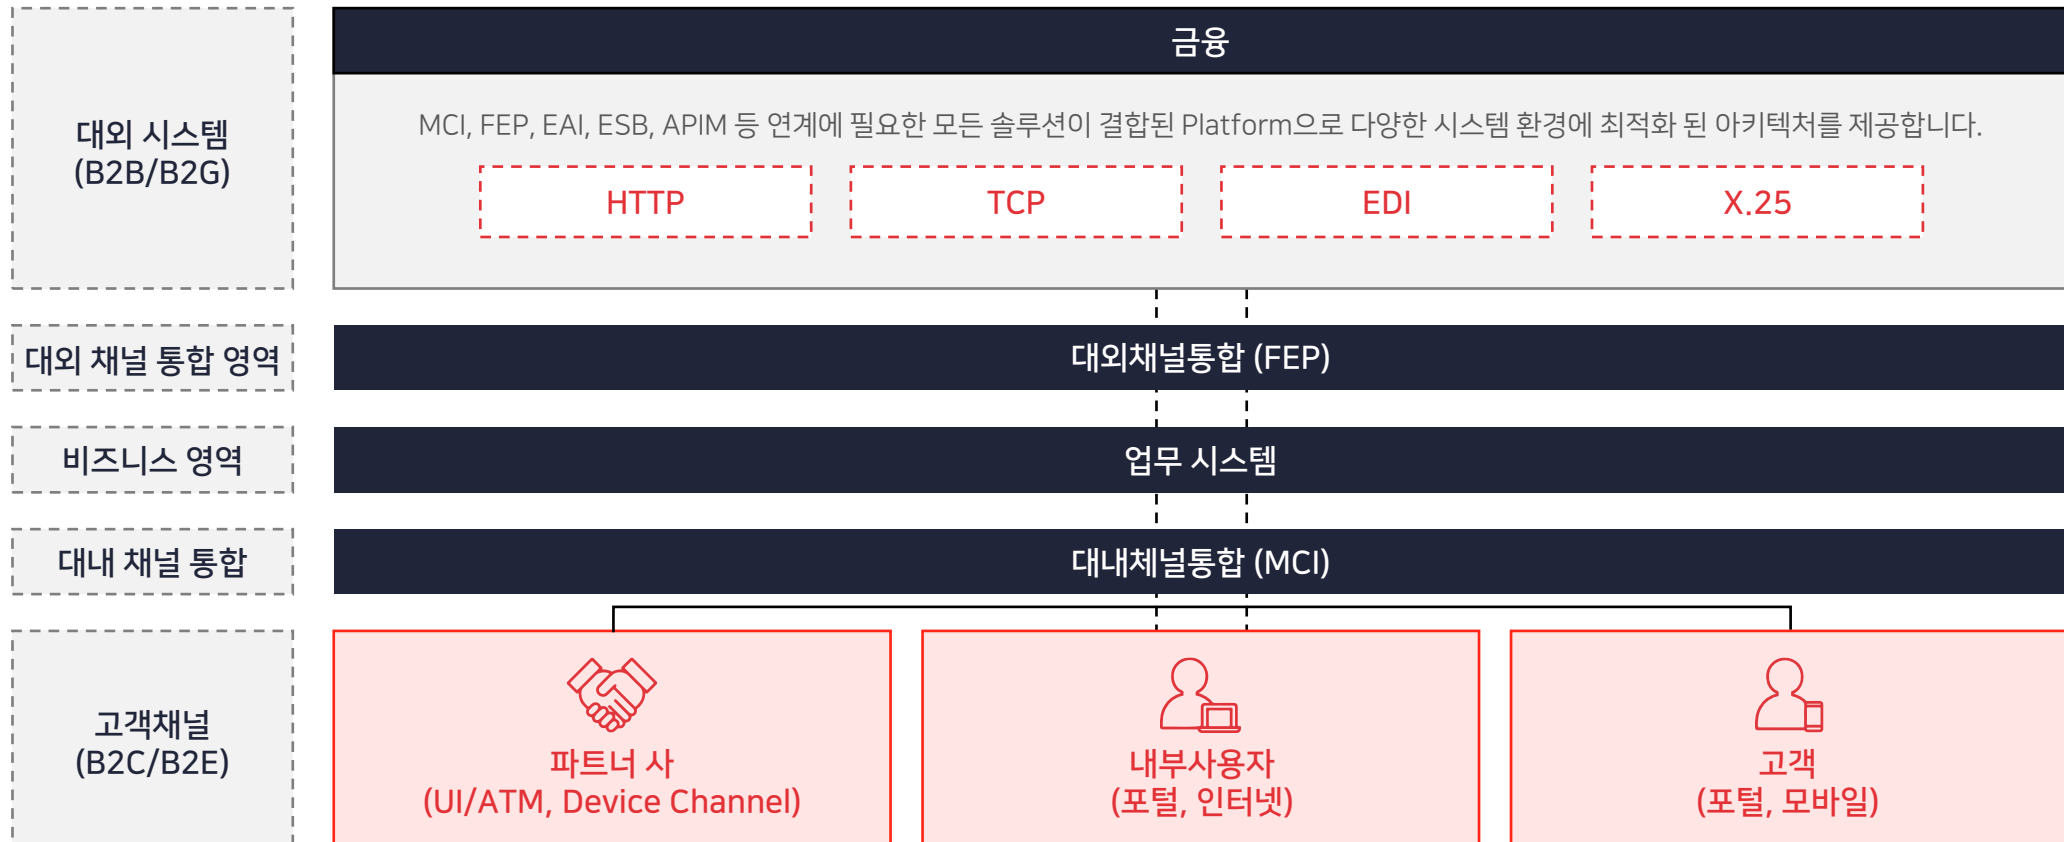 대외 시스템
(B2B/B2G)
금융
MCI, FEP, EAI, ESB, APIM 등 연계에 필요한 모든 솔루션이 결합된 Platform으로 다양한 시스템 환경에 최적화 된 아키텍처를 제공합니다.
HTTP
TCP
EDI
X.25
대외 채널 통합 영역
대외채널통합 (FEP)
비즈니스 영역
업무 시스템
대내 채널 통합
대내체널통합 (MCI)
고객채널
(B2C/B2E)
파트너 사
(UI/ATM, Device Channel)
내부사용자
(포털, 인터넷)
고객
(포털, 모바일)